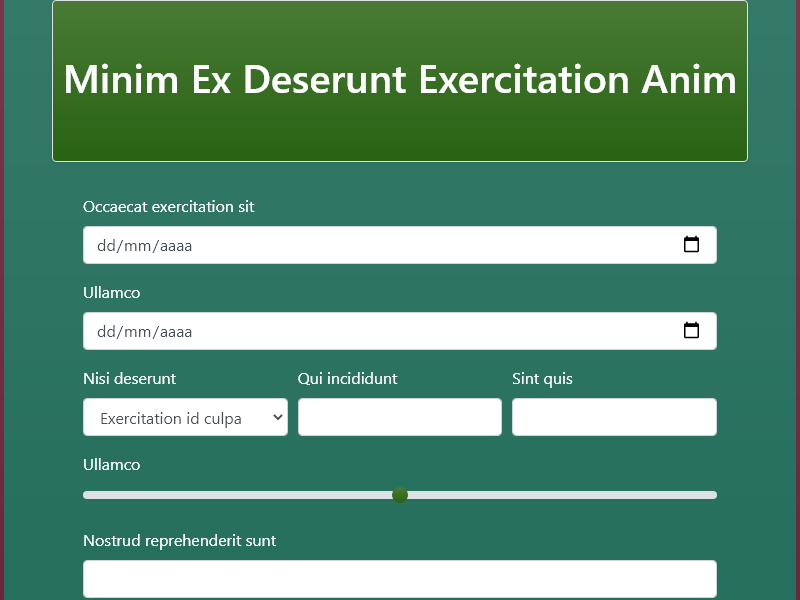 Minim Ex Deserunt Exercitation Anim
Occaecat exercitation sit
dd/mm/aaaa
Ullamco
dd/mm/aaaa
Nisi deserunt Qui incididunt Sint quis
Exercitation id culpa
Ullamco
Nostrud reprehenderit sunt